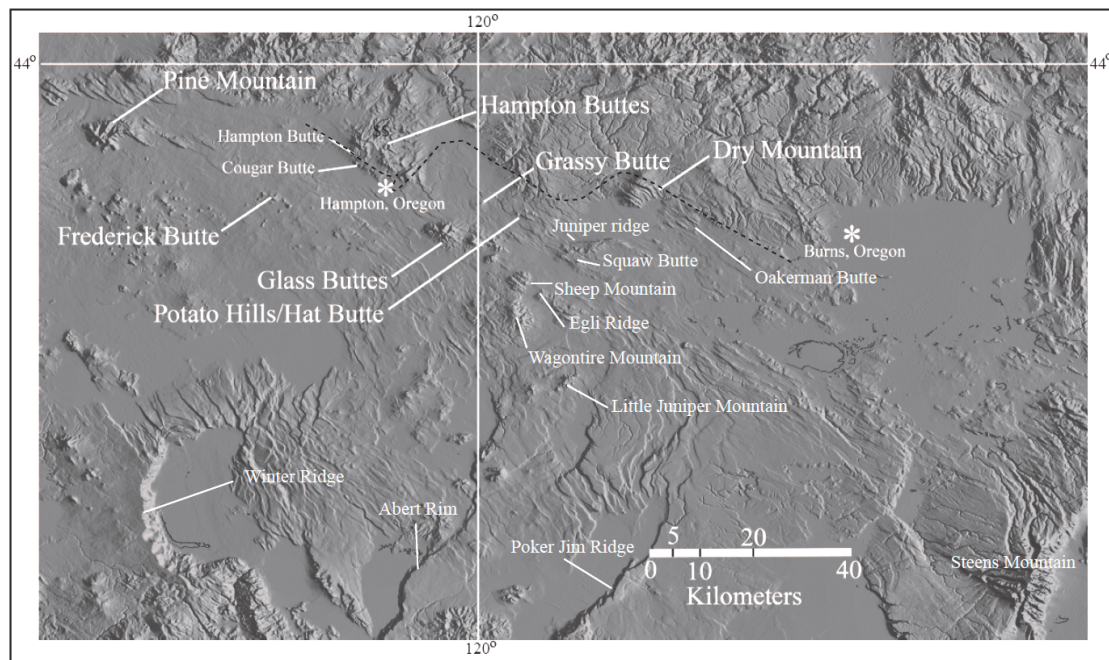 120°
44°
44°
Pine Mountain
Hampton Buttes
Hampton Butte
Grassy Butte
Dry Mountain
Cougar Butte
Hampton, Oregon
Frederick Butte
Juniper ridge
Burns, Oregon
Squaw Butte
Glass Buttes
Oakerman Butte
Sheep Mountain
Potato Hills/Hat Butte
Egli Ridge
Wagontire Mountain
Little Juniper Mountain
Winter Ridge
Abert Rim
5 20
Poker Jim Ridge
Steens Mountain
0 10 40
Kilometers
120°